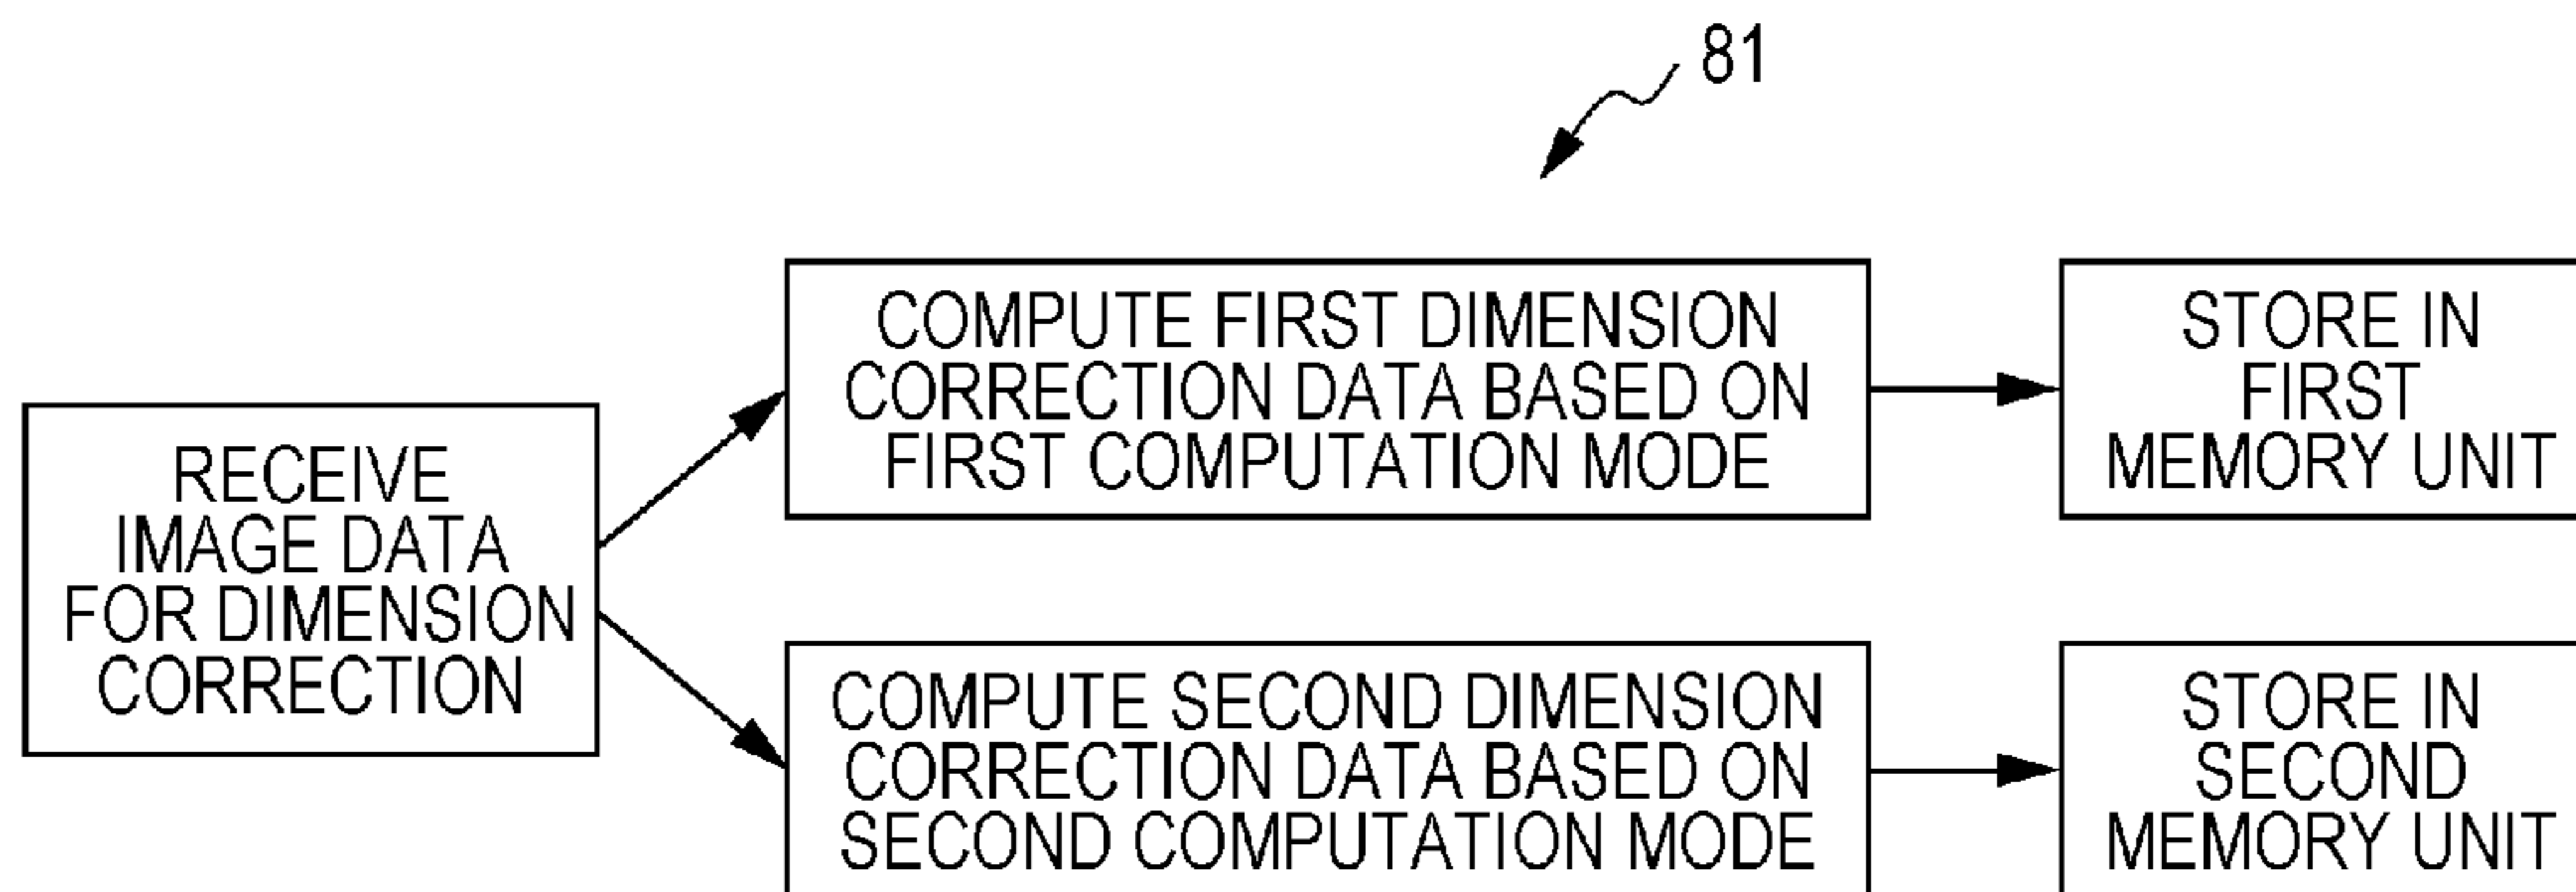 81
RECEIVE
IMAGE DATA
FOR DIMENSION
CORRECTION
COMPUTE FIRST DIMENSION
CORRECTION DATA BASED ON
FIRST COMPUTATION MODE
STORE IN
FIRST
MEMORY UNIT
COMPUTE SECOND DIMENSION
CORRECTION DATA BASED ON
SECOND COMPUTATION MODE
STORE IN
SECOND
MEMORY UNIT